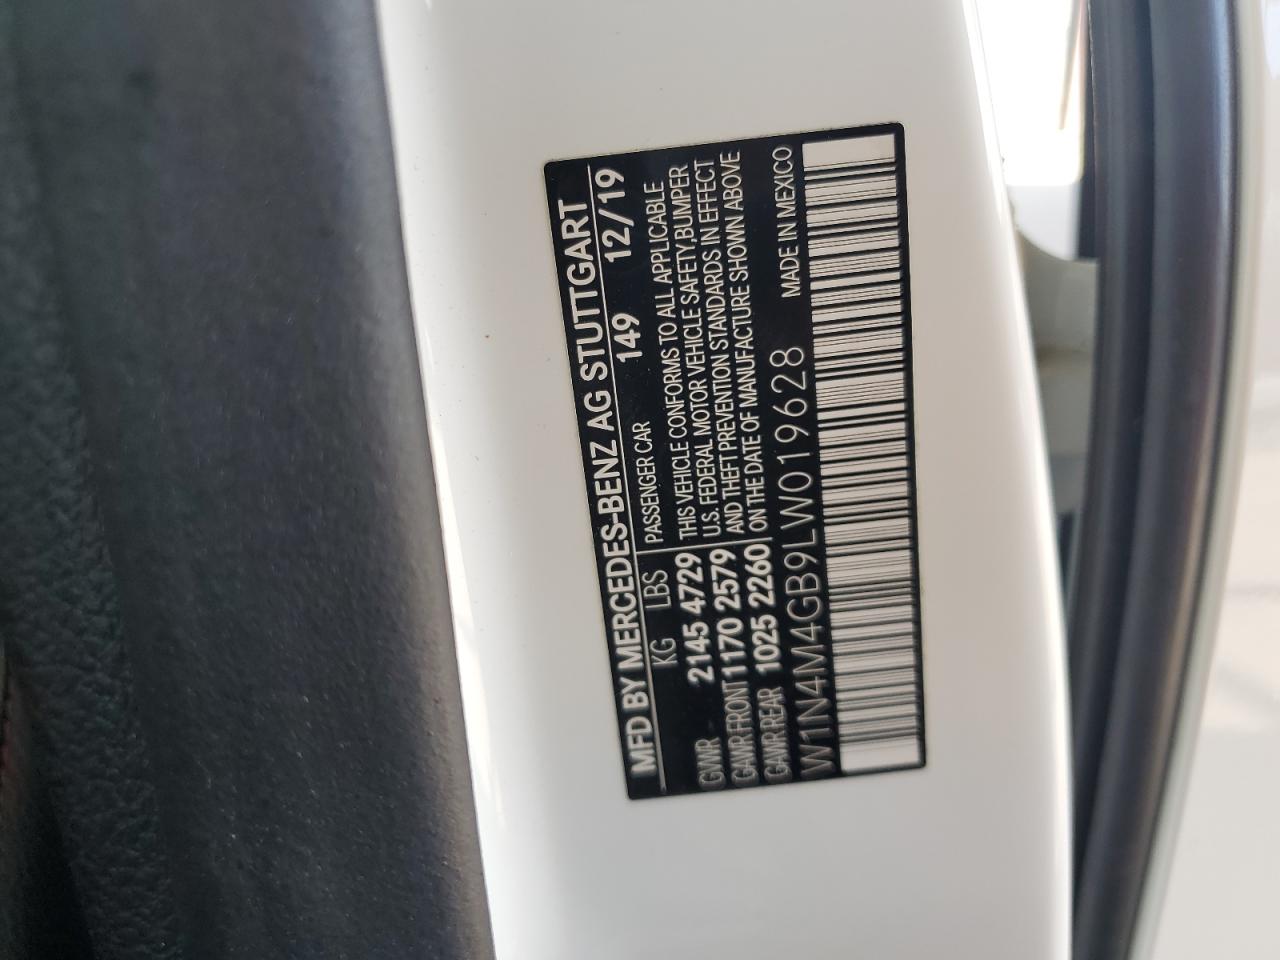 MFD BY MERCEDES-BENZ AG STUTTGART
KG LBS 149 12/19
PASSENGER CAR
GVWR 2145 4729
GAWR FRONT 1170 2579
GAWR REAR 1025 2260
THIS VEHICLE CONFORMS TO ALL APPLICABLE
U.S. FEDERAL MOTOR VEHICLE SAFETY,BUMPER
AND THEFT PREVENTION STANDARDS IN EFFECT
ON THE DATE OF MANUFACTURE SHOWN ABOVE
W1N4M4GB9LW019628 MADE IN MEXICO